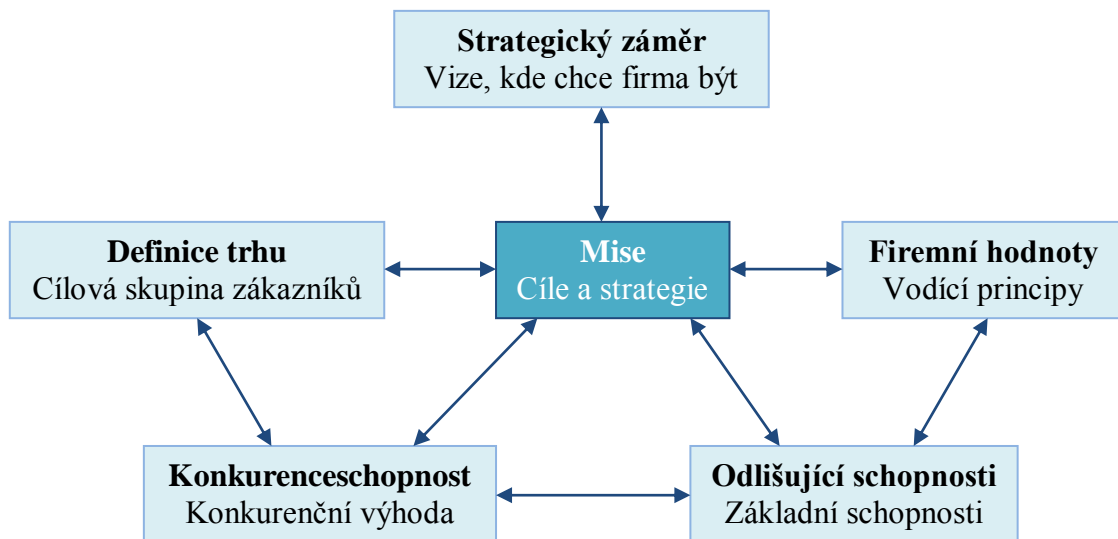 Strategický záměr
Vize, kde chce firma být
Definice trhu
Cílová skupina zákazníků
Mise
Cíle a strategie
Firemní hodnoty
Vodící principy
Konkurenceschopnost
Konkurenční výhoda
Odlišující schopnosti
Základní schopnosti